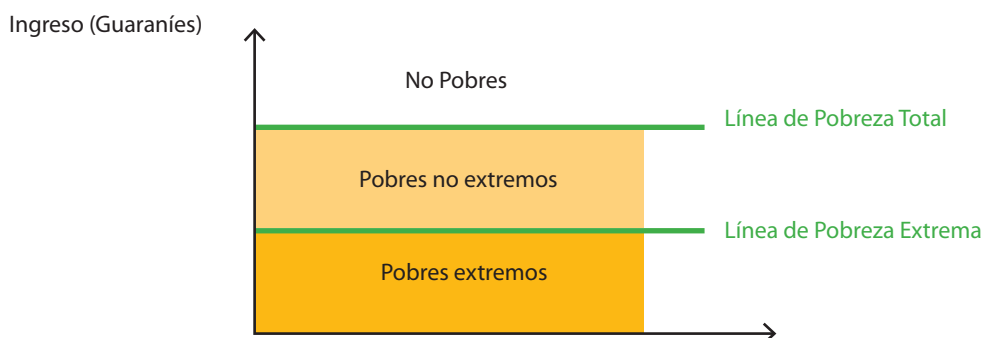 Ingreso (Guaraníes)
No Pobres
Línea de Pobreza Total
Pobres no extremos
Línea de Pobreza Extrema
Pobres extremos